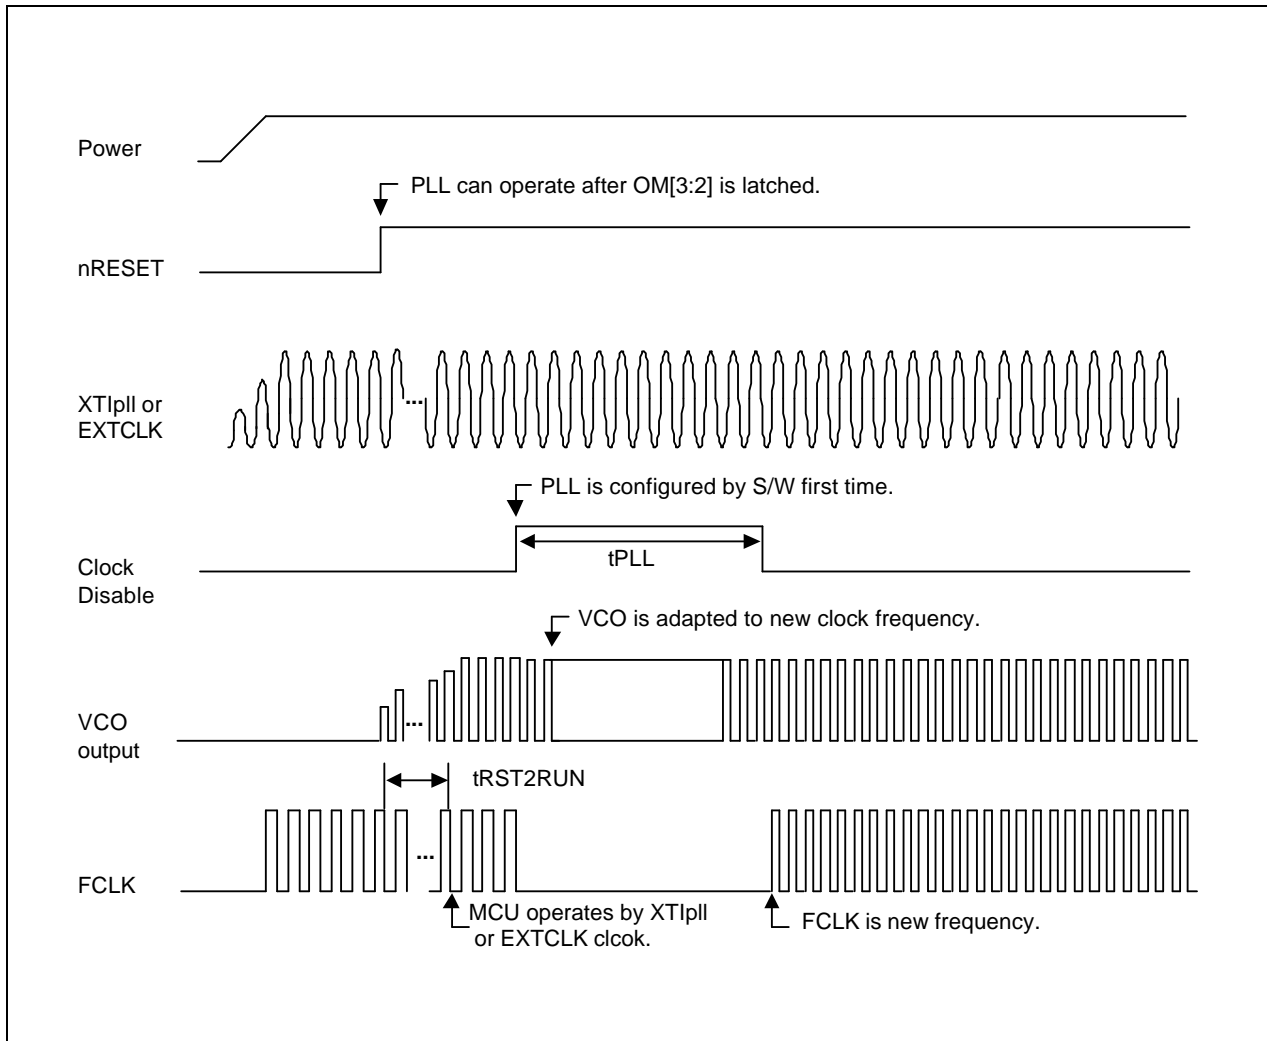 Power
PLL can operate after OM[3:2] is latched.
nRESET
XTIpll or
EXTCLK
...
PLL is configured by S/W first time.
tPLL
Clock
Disable
VCO is adapted to new clock frequency.
VCO
output
...
tRST2RUN
...
FCLK
MCU operates by XTIpll
or EXTCLK clcok.
FCLK is new frequency.